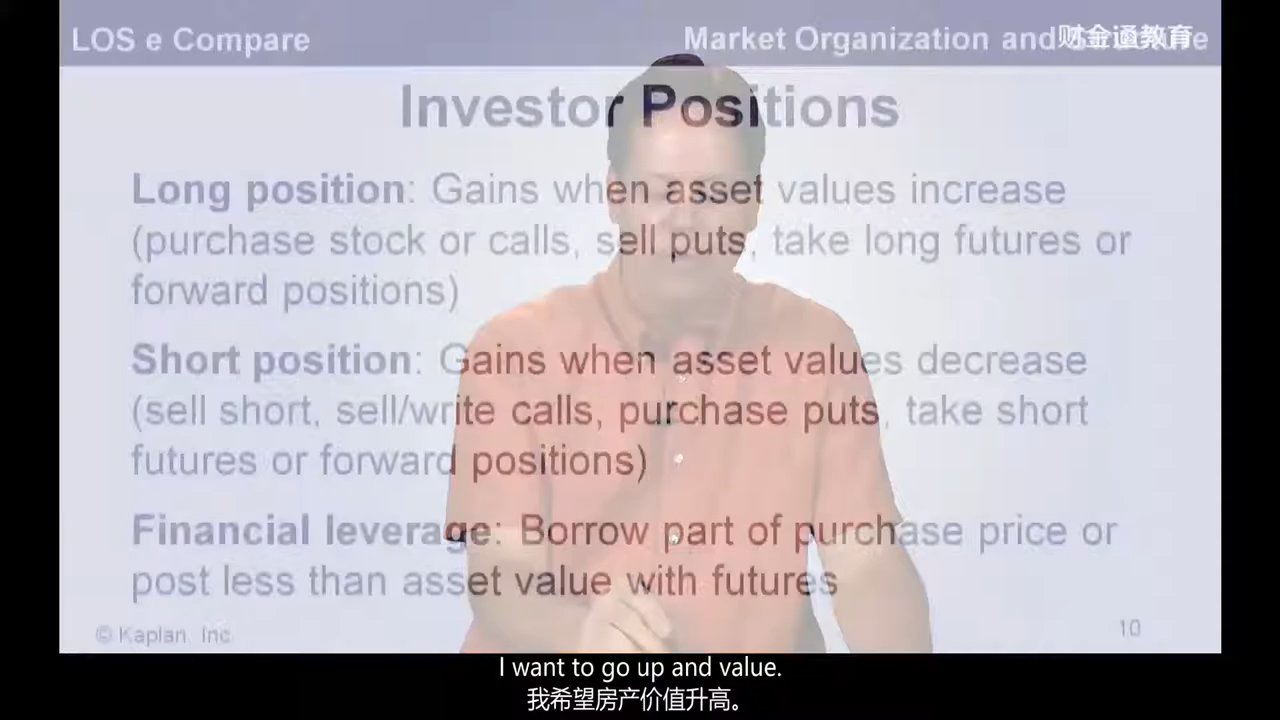 LOS e Compare
Market Organization and
财金通教育
Investor Positions
Long position: Gains when asset values increase
(purchase stock or calls, sell puts, take long futures or
forward positions)
Short position: Gains when asset values decrease
(sell short, sell/write calls, purchase puts, take short
futures or forward positions)
Financial leverage: Borrow part of purchase price or
post less than asset value with futures
© Kaplan, Inc.
10
I want to go up and value.
我希望房产价值升高。